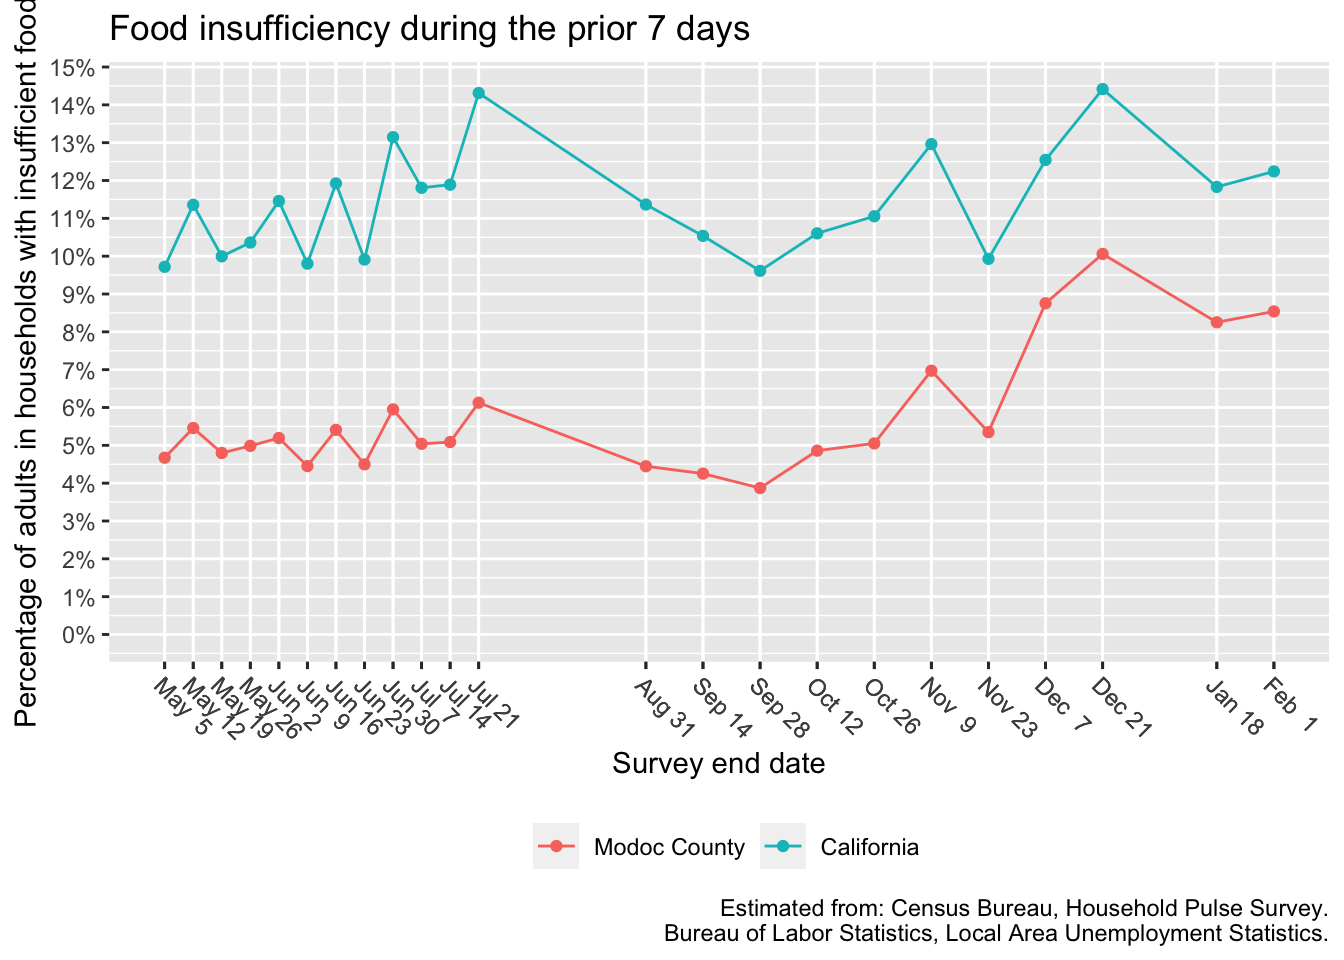 Food insufficiency during the prior 7 days
Percentage of adults in households with insufficient food
15%
14%
13%
12%
11%
10%
9%
8%
7%
6%
5%
4%
3%
2%
1%
0%
May 5
May 12
May 19
May 26
Jun 2
Jun 9
Jun 16
Jun 23
Jun 30
Jul 7
Jul 14
Jul 21
Aug 31
Sep 14
Sep 28
Oct 12
Oct 26
Nov 9
Nov 23
Dec 7
Dec 21
Jan 18
Feb 1
Survey end date
Modoc County
California
Estimated from: Census Bureau, Household Pulse Survey.
Bureau of Labor Statistics, Local Area Unemployment Statistics.